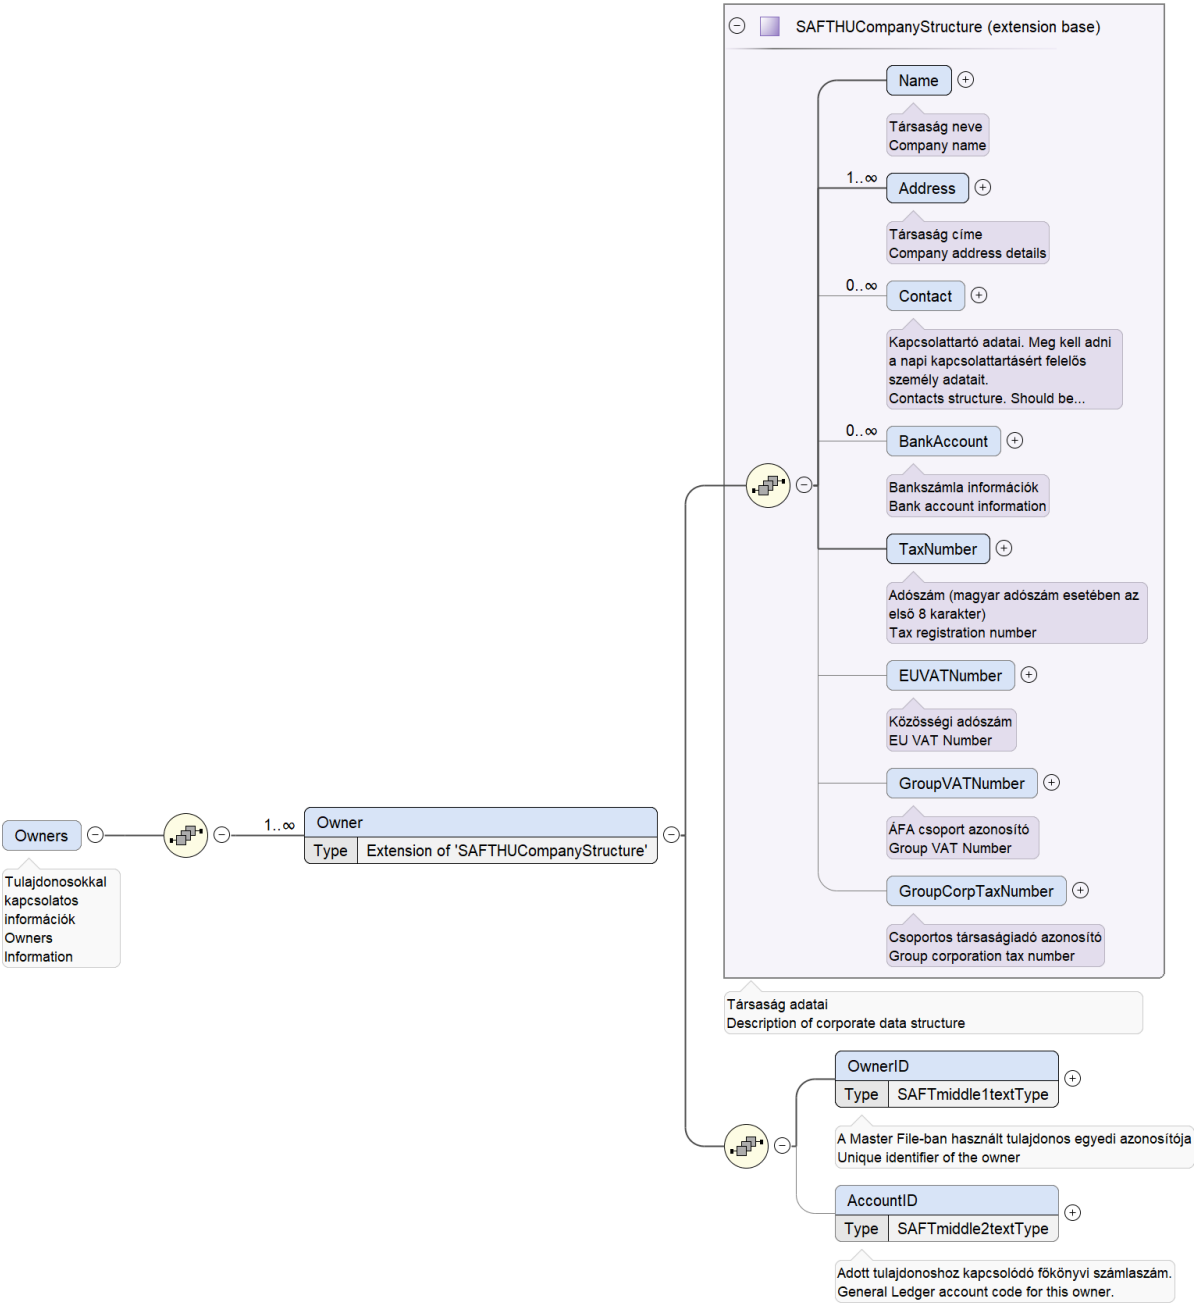 SAFTHUCompanyStructure (extension base)
Name
Társaság neve
Company name
1..∞
Address
Társaság címe
Company address details
0..∞
Contact
Kapcsolattartó adatai. Meg kell adni
a napi kapcsolattartásért felelős
személy adatait.
Contacts structure. Should be...
0..∞
BankAccount
Bankszámla információk
Bank account information
TaxNumber
Adószám (magyar adószám esetében az
első 8 karakter)
Tax registration number
EUVATNumber
Közösségi adószám
EU VAT Number
GroupVATNumber
ÁFA csoport azonosító
Group VAT Number
GroupCorpTaxNumber
Csoportos társaságiadó azonosító
Group corporation tax number
Társaság adatai
Description of corporate data structure
Owners
Tulajdonosokkal
kapcsolatos
információk
Owners
Information
1..∞
Owner
Type Extension of 'SAFTHUCompanyStructure'
OwnerID
Type SAFTmiddle1textType
A Master File-ban használt tulajdonos egyedi azonosítója
Unique identifier of the owner
AccountID
Type SAFTmiddle2textType
Adott tulajdonoshoz kapcsolódó főkönyvi számlaszám.
General Ledger account code for this owner.